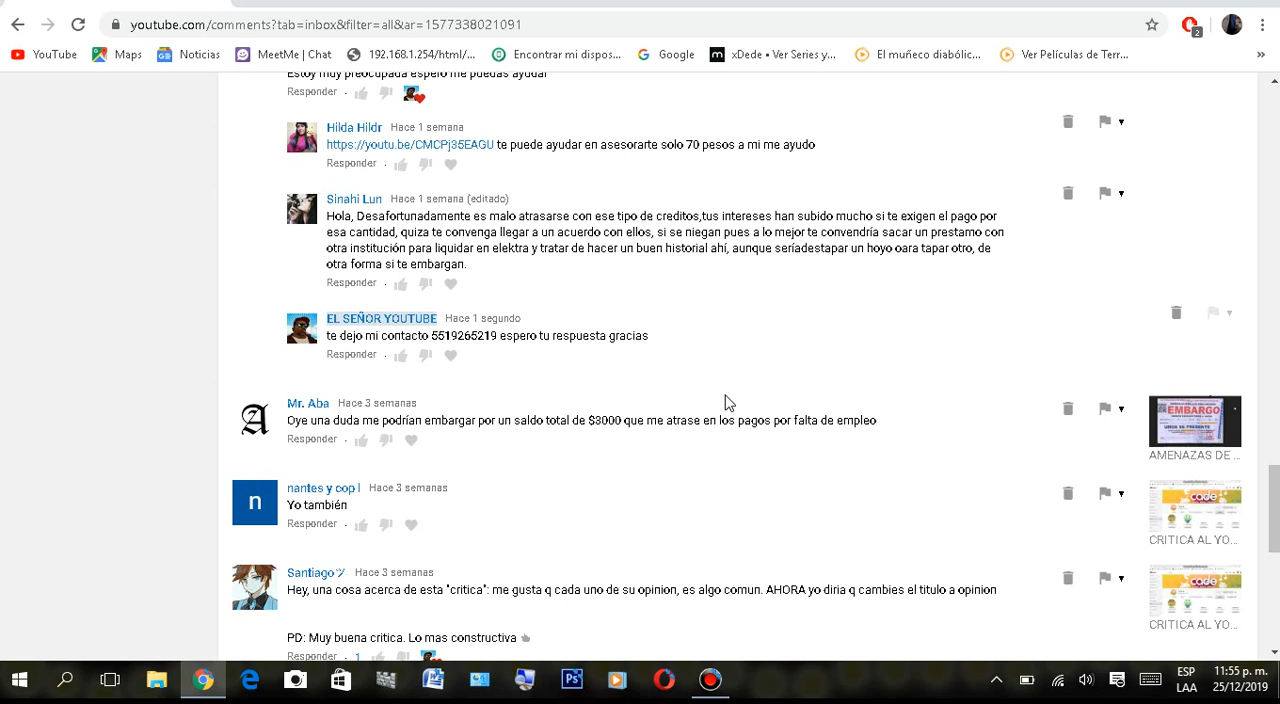 youtube.com/comments?tab=inbox&filter=all&ar=1577338021091
2
YouTube
Maps
Noticias
MeetMe | Chat
192.168.1.254/html/...
Encontrar mi dispos...
Google
xDede • Ver Series y...
El muñeco diabólic...
Ver Películas de Terr...
»
Estoy muy preocupada espero me puedas ayudar
Responder
Hilda Hildr Hace 1 semana
https://youtu.be/CMCPj35EAGU te puede ayudar en asesorarte solo 70 pesos a mi me ayudo
Responder
Sinahi Lun Hace 1 semana (editado)
Hola, Desafortunadamente es malo atrasarse con ese tipo de creditos,tus intereses han subido mucho si te exigen el pago por
esa cantidad, quiza te convenga llegar a un acuerdo con ellos, si se niegan pues a lo mejor te convendría sacar un prestamo con
otra institución para liquidar en elektra y tratar de hacer un buen historial ahí, aunque seríadestapar un hoyo oara tapar otro, de
otra forma si te embargan.
Responder
EL SEÑOR YOUTUBE Hace 1 segundo
te dejo mi contacto 5519265219 espero tu respuesta gracias
Responder
A
Mr. Aba Hace 3 semanas
Oye una duda me podrían embargar por un saldo total de $3000 que me atrase en los pagos por falta de empleo
Responder
EMBARGO
AMENAZAS DE ...
n
nantes y cop l Hace 3 semanas
Yo también
Responder
CRITICA AL YO...
Santiagoツ Hace 3 semanas
Hey, una cosa acerca de esta "critica" me gusta q cada uno de su opinion, es algo comun, AHORA yo diria q cambies el titulo a opinion
PD: Muy buena critica. Lo mas constructiva
Responder 1
code
CRITICA AL YO...
ESP
LAA
11:55 p. m.
25/12/2019